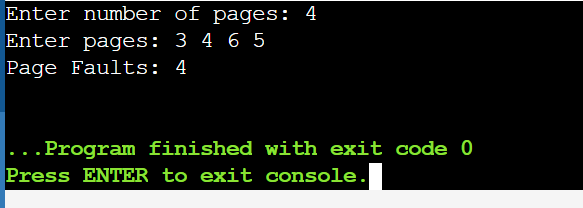 Enter number of pages: 4
Enter pages: 3 4 6 5
Page Faults: 4
...Program finished with exit code 0
Press ENTER to exit console.